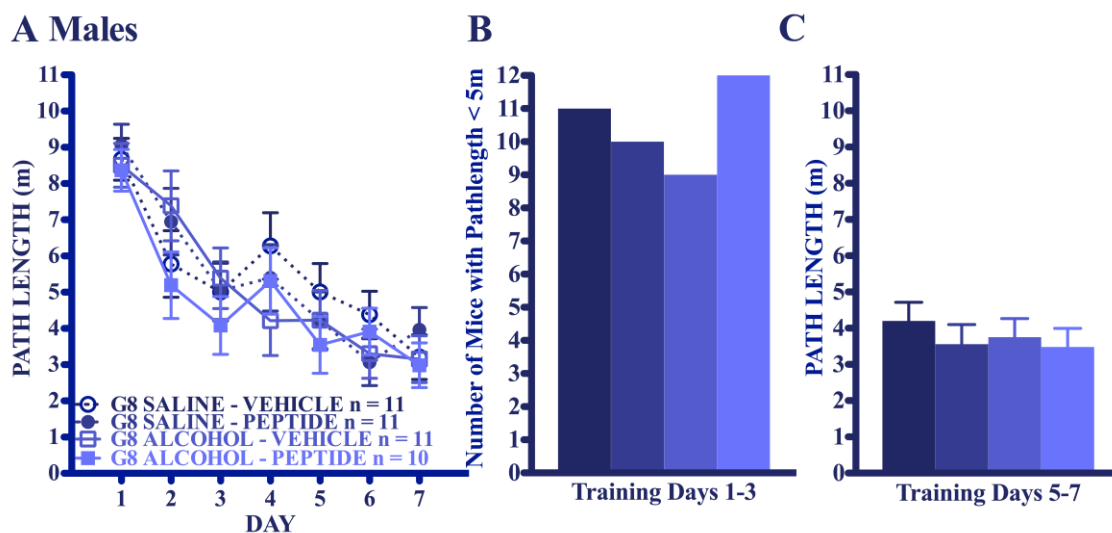 A Males
B
C
PATH LENGTH (m)
11
10
9
8
7
6
5
4
3
2
1
0
G8 SALINE - VEHICLE n = 11
G8 SALINE - PEPTIDE n = 11
G8 ALCOHOL - VEHICLE n = 11
G8 ALCOHOL - PEPTIDE n = 10
1 2 3 4 5 6 7
DAY
Number of Mice with Pathlength < 5m
12
11
10
9
8
7
6
5
4
3
2
1
0
Training Days 1-3
PATH LENGTH (m)
11
10
9
8
7
6
5
4
3
2
1
0
Training Days 5-7